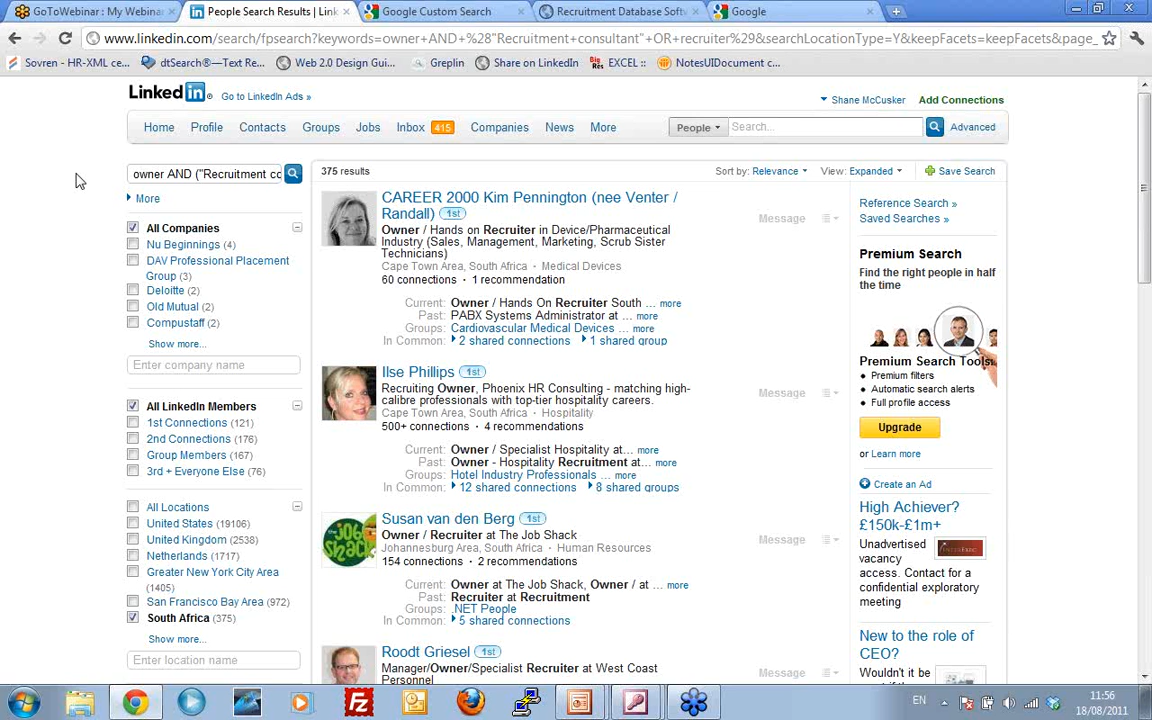 GoToWebinar : My Webinar
People Search Results | Link
Google Custom Search
Recruitment Database Softw
Google
www.linkedin.com/search/fpsearch?keywords=owner+AND+%28"Recruitment+consultant"+OR+recruiter%29&searchLocationType=Y&keepFacets=keepFacets&page_
Sovren - HR-XML ce...
dtSearch®—Text Re...
Web 2.0 Design Gui...
Greplin
Share on LinkedIn
EXCEL ::
NotesUIDocument c...
Linked in
Go to LinkedIn Ads »
Shane McCusker
Add Connections
Home
Profile
Contacts
Groups
Jobs
Inbox 415
Companies
News
More
People
Search...
Advanced
owner AND ("Recruitment cc
More
All Companies
Nu Beginnings (4)
DAV Professional Placement
Group (3)
Deloitte (2)
Old Mutual (2)
Compustaff (2)
Show more...
Enter company name
All LinkedIn Members
1st Connections (121)
2nd Connections (176)
Group Members (167)
3rd + Everyone Else (76)
All Locations
United States (19106)
United Kingdom (2538)
Netherlands (1717)
Greater New York City Area
(1405)
San Francisco Bay Area (972)
South Africa (375)
Show more...
Enter location name
375 results
Sort by: Relevance
View: Expanded
Save Search
CAREER 2000 Kim Pennington (nee Venter /
Randall) 1st
Owner / Hands on Recruiter in Device/Pharmaceutical
Industry (Sales, Management, Marketing, Scrub Sister
Technicians)
Cape Town Area, South Africa · Medical Devices
60 connections · 1 recommendation
Current: Owner / Hands On Recruiter South ... more
Past: PABX Systems Administrator at ... more
Groups: Cardiovascular Medical Devices ... more
In Common: 2 shared connections 1 shared group
Message
Ilse Phillips 1st
Recruiting Owner, Phoenix HR Consulting - matching high-
calibre professionals with top-tier hospitality careers.
Cape Town Area, South Africa · Hospitality
500+ connections · 4 recommendations
Current: Owner / Specialist Hospitality at... more
Past: Owner - Hospitality Recruitment at... more
Groups: Hotel Industry Professionals ... more
In Common: 12 shared connections 8 shared groups
Message
the JOB
SHACK
Susan van den Berg 1st
Owner / Recruiter at The Job Shack
Johannesburg Area, South Africa · Human Resources
154 connections · 2 recommendations
Current: Owner at The Job Shack, Owner / at ... more
Past: Recruiter at Recruitment
Groups: .NET People
In Common: 5 shared connections
Message
Roodt Griesel 1st
Manager/Owner/Specialist Recruiter at West Coast
Personnel
Message
Reference Search »
Saved Searches »
Premium Search
Find the right people in half
the time
Premium Search Tools:
• Premium filters
• Automatic search alerts
• Full profile access
Upgrade
or Learn more
Create an Ad
High Achiever?
£150k-£1m+
Unadvertised
vacancy
access. Contact for a
confidential exploratory
meeting
New to the role of
CEO?
Wouldn't it be
EN
11:56
18/08/2011